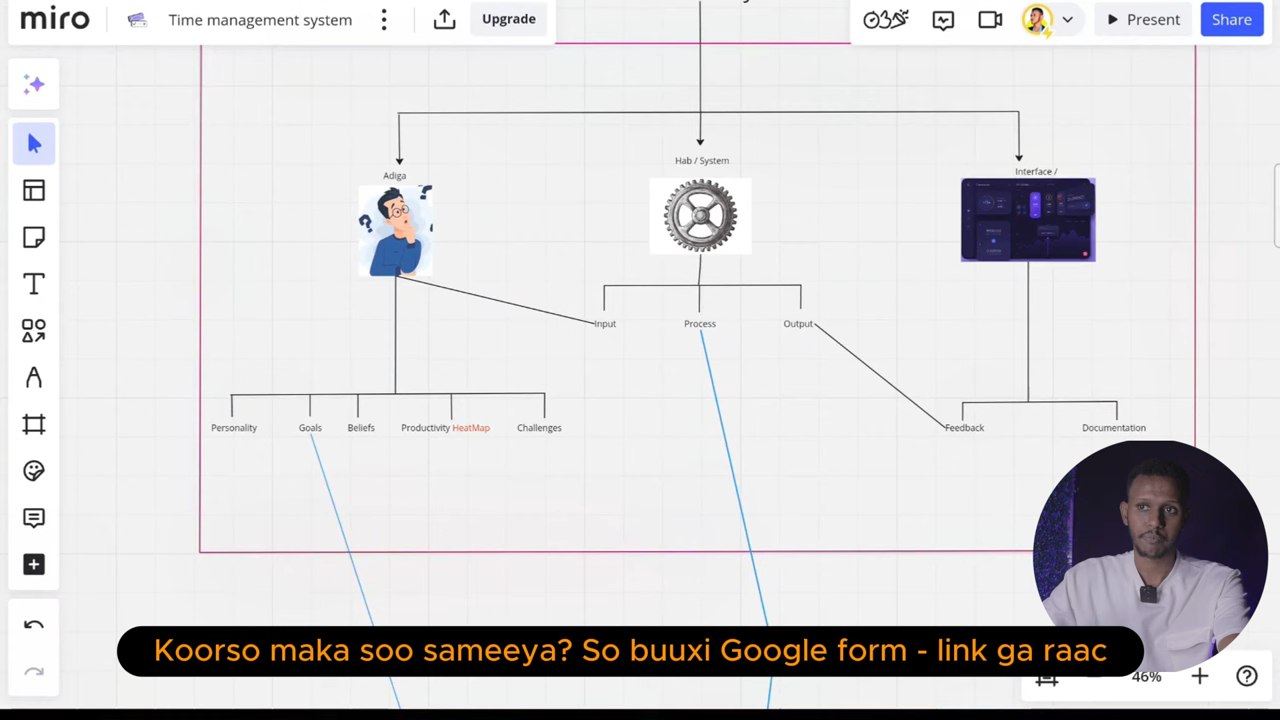 miro
Time management system
Upgrade
Present
Share
Adiga
Hab / System
Interface /
Input
Process
Output
Personality
Goals
Beliefs
Productivity HeatMap
Challenges
Feedback
Documentation
Koorso maka soo sameeya? So buuxi Google form - link ga raac
46%